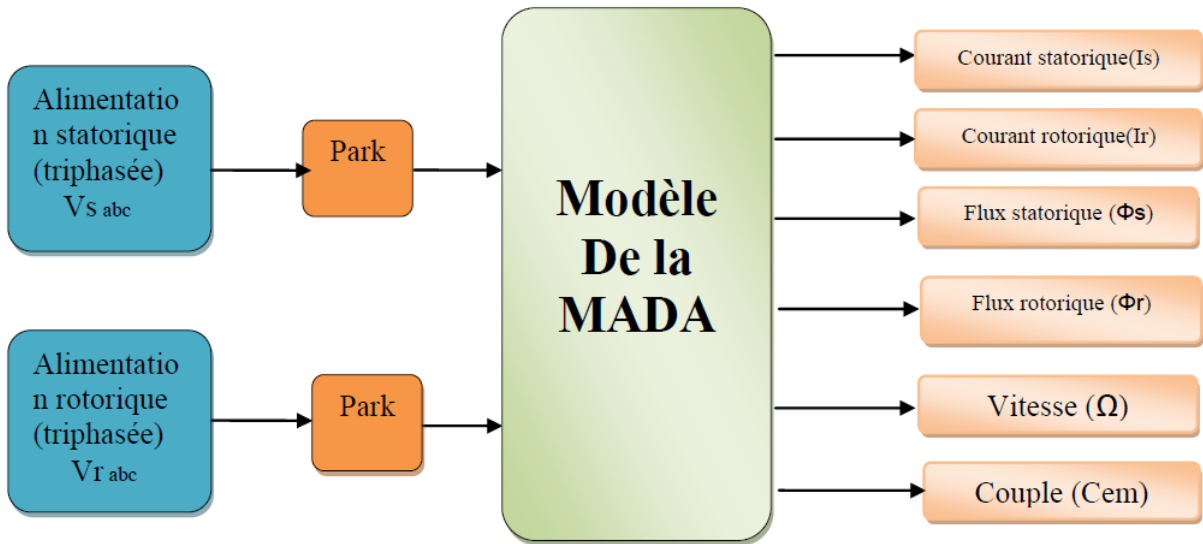 Alimentatio
n statorique
(triphasée)
Vs abc
Park
Alimentatio
n rotorique
(triphasée)
Vr abc
Park
Modèle
De la
MADA
Courant statorique(Is)
Courant rotorique(Ir)
Flux statorique (Φs)
Flux rotorique (Φr)
Vitesse (Ω)
Couple (Cem)